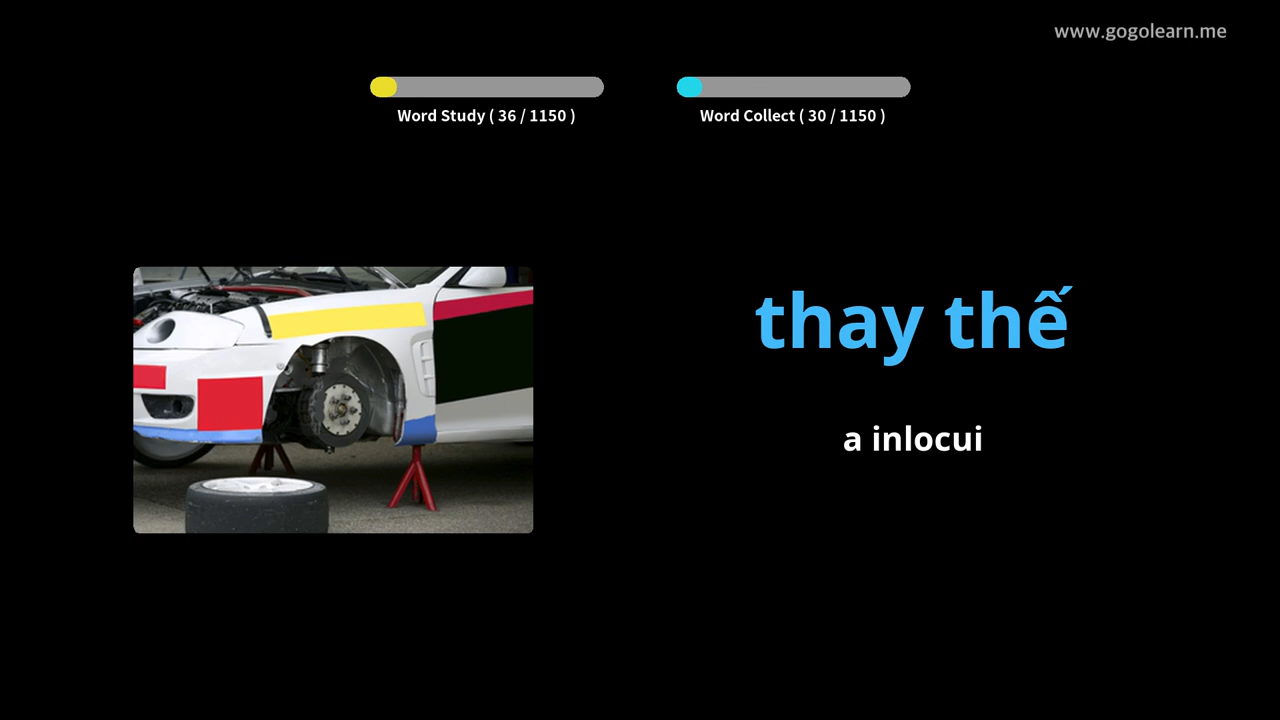 www.gogolearn.me
Word Study ( 36 / 1150 )
Word Collect ( 30 / 1150 )
thay thế
a inlocui